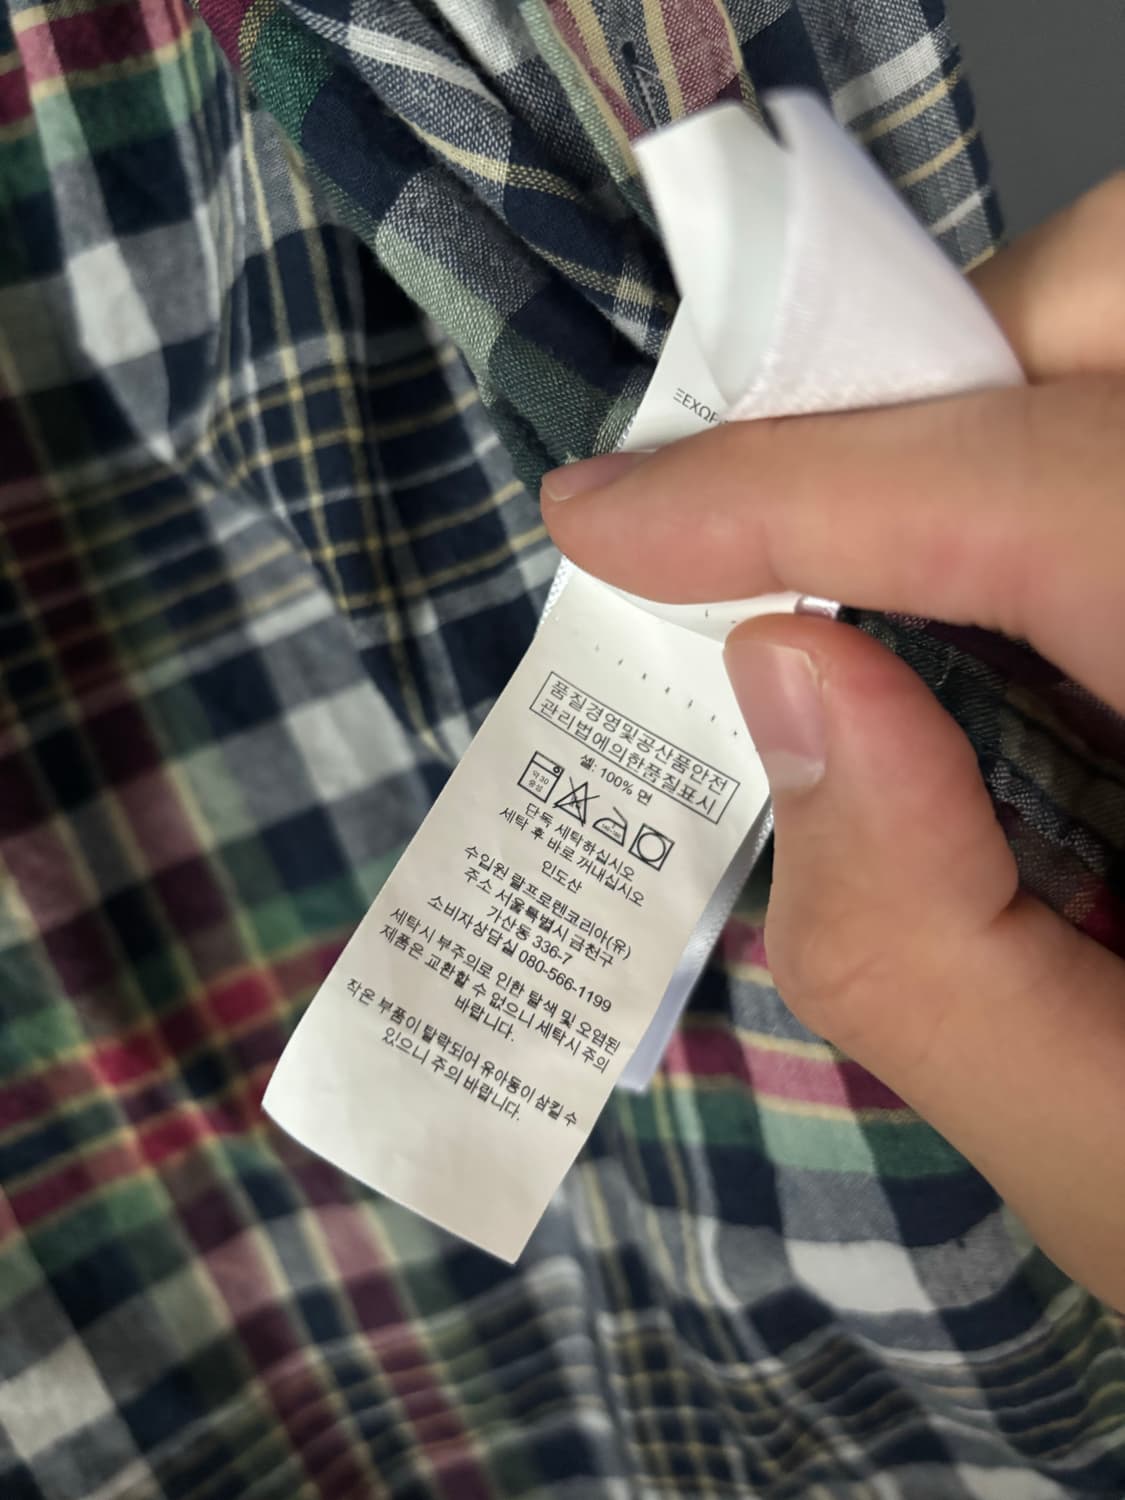 ΞΕΧΩΡ
품질경영및공산품안전
관리법에의한품질표시
셀: 100% 면
약 30
중성
단독 세탁하십시오
세탁 후 바로 꺼내십시오
인도산
수입원 랄프로렌코리아(유)
주소 서울특별시 금천구
가산동 336-7
소비자상담실 080-566-1199
세탁시 부주의로 인한 탈색 및 오염된
제품은 교환할 수 없으니 세탁시 주의
바랍니다.
작은 부품이 탈락되어 유아동이 삼킬 수
있으니 주의 바랍니다.